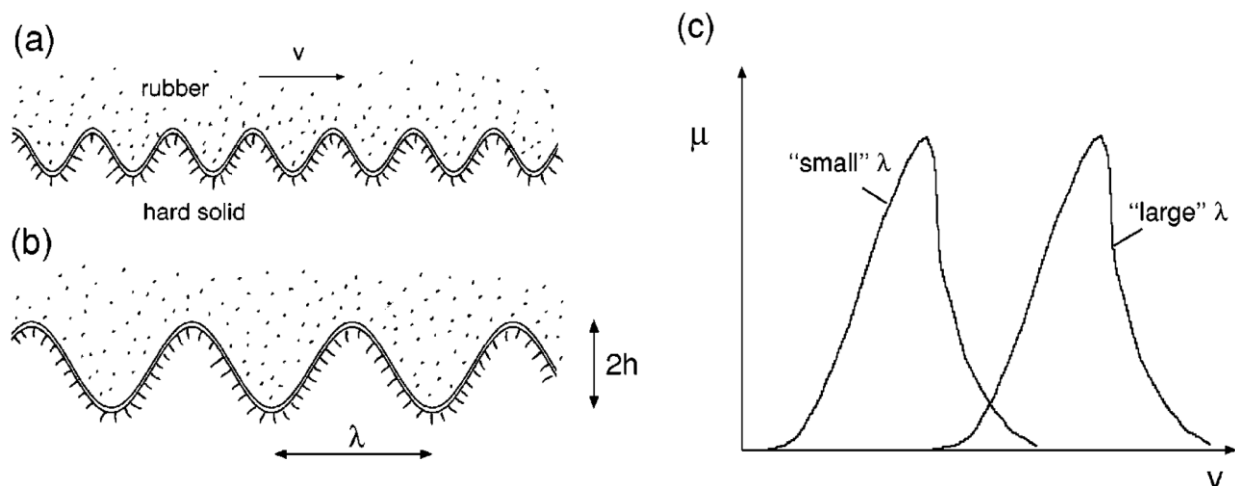 (a)
v
rubber
hard solid
(b)
2h
λ
(c)
μ
“small” λ
“large” λ
v